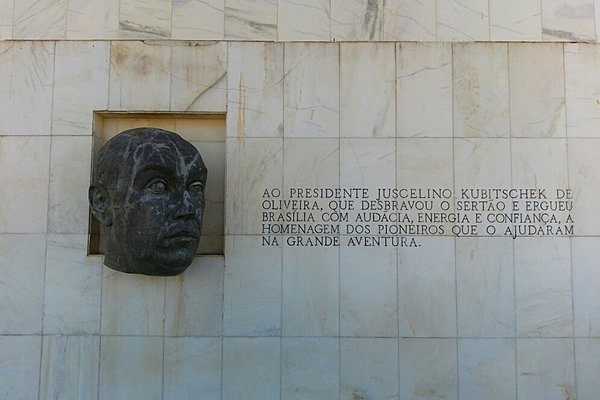 AO PRESIDENTE JUSCELINO KUBITSCHEK DE
OLIVEIRA, QUE DESBRAVOU O SERTÃO E ERGUEU
BRASÍLIA COM AUDÁCIA, ENERGIA E CONFIANÇA, A
HOMENAGEM DOS PIONEIROS QUE O AJUDARAM
NA GRANDE AVENTURA.